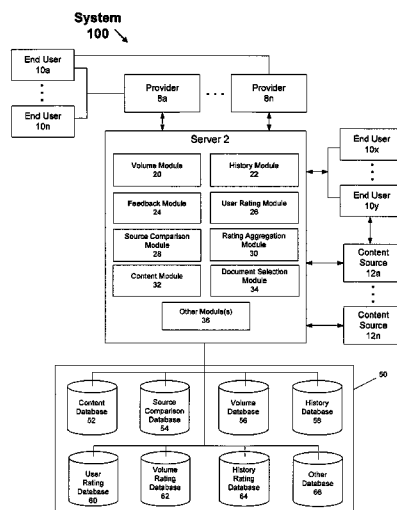 System
100
End User
10a
End User
10n
Provider
8a
Provider
8n
Server 2
Volume Module
20
History Module
22
Feedback Module
24
User Rating Module
26
Source Comparison
Module
28
Rating Aggregation
Module
30
Content Module
32
Document Selection
Module
34
Other Module(s)
36
End User
10x
End User
10y
Content
Source
12a
Content
Source
12n
50
Content
Database
52
Source
Comparison
Database
54
Volume
Database
56
History
Database
58
User
Rating
Database
60
Volume
Rating
Database
62
History
Rating
Database
64
Other
Database
66